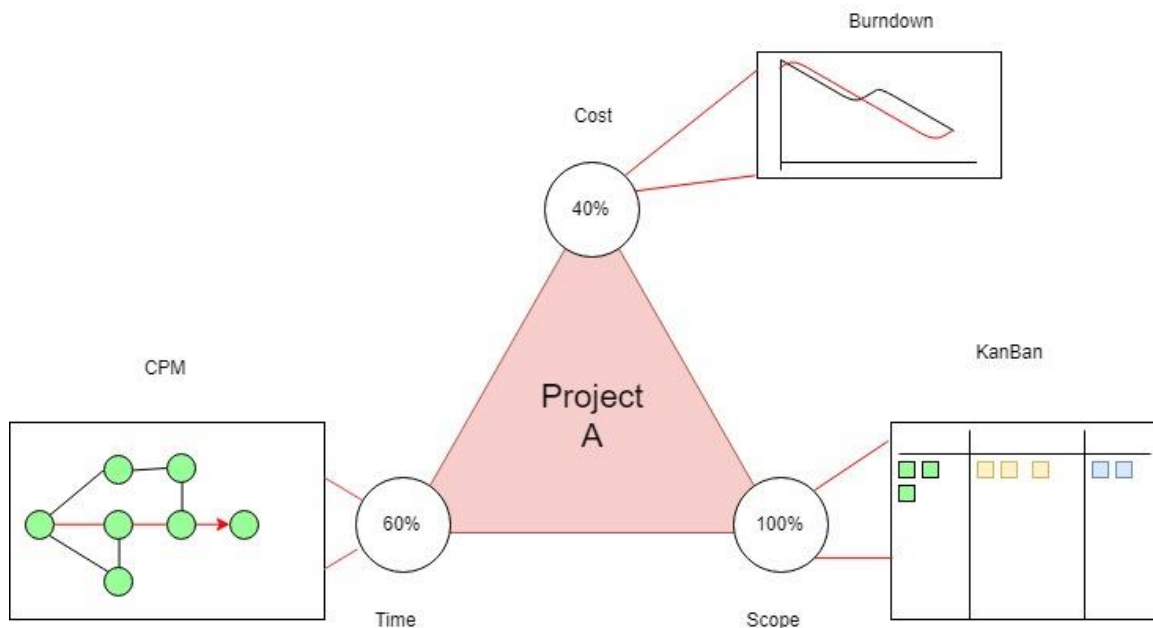 Burndown
Cost
40%
KanBan
CPM
Project
A
60%
100%
Time
Scope